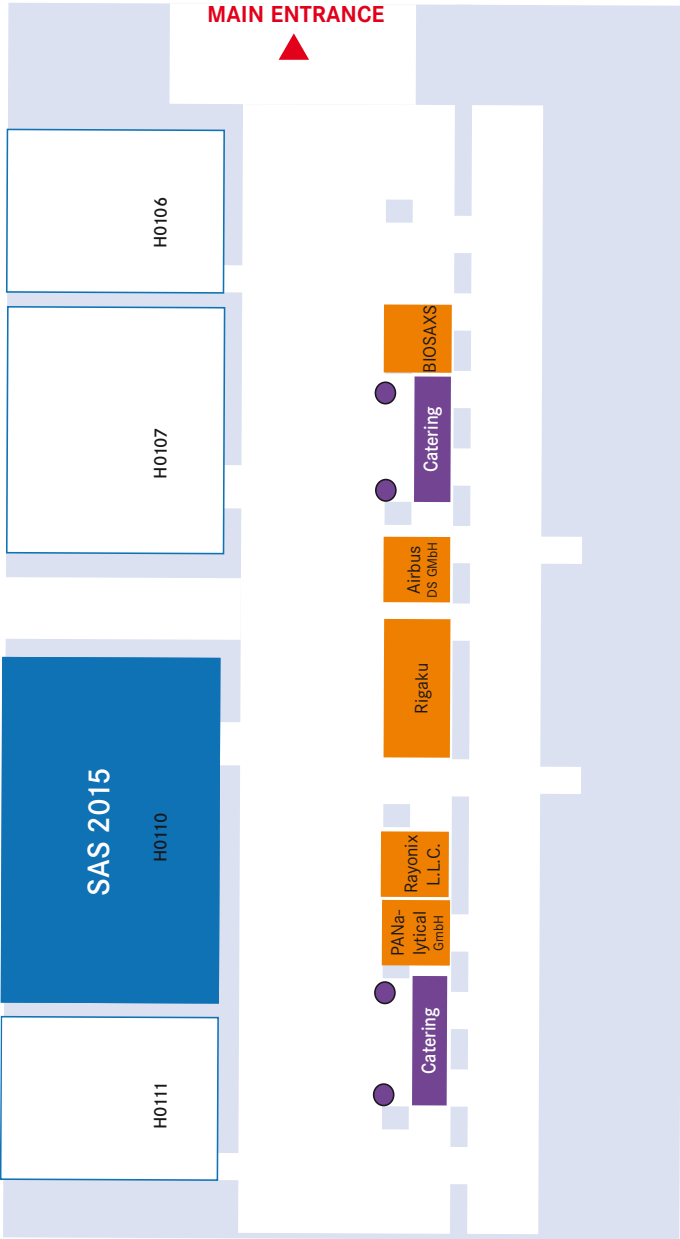 MAIN ENTRANCE
H0106
H0107
SAS 2015
H0110
H0111
BIOSAXS
Catering
Airbus
DS GMbH
Rigaku
Rayonix
L.L.C.
PANa-
lytical
GmbH
Catering